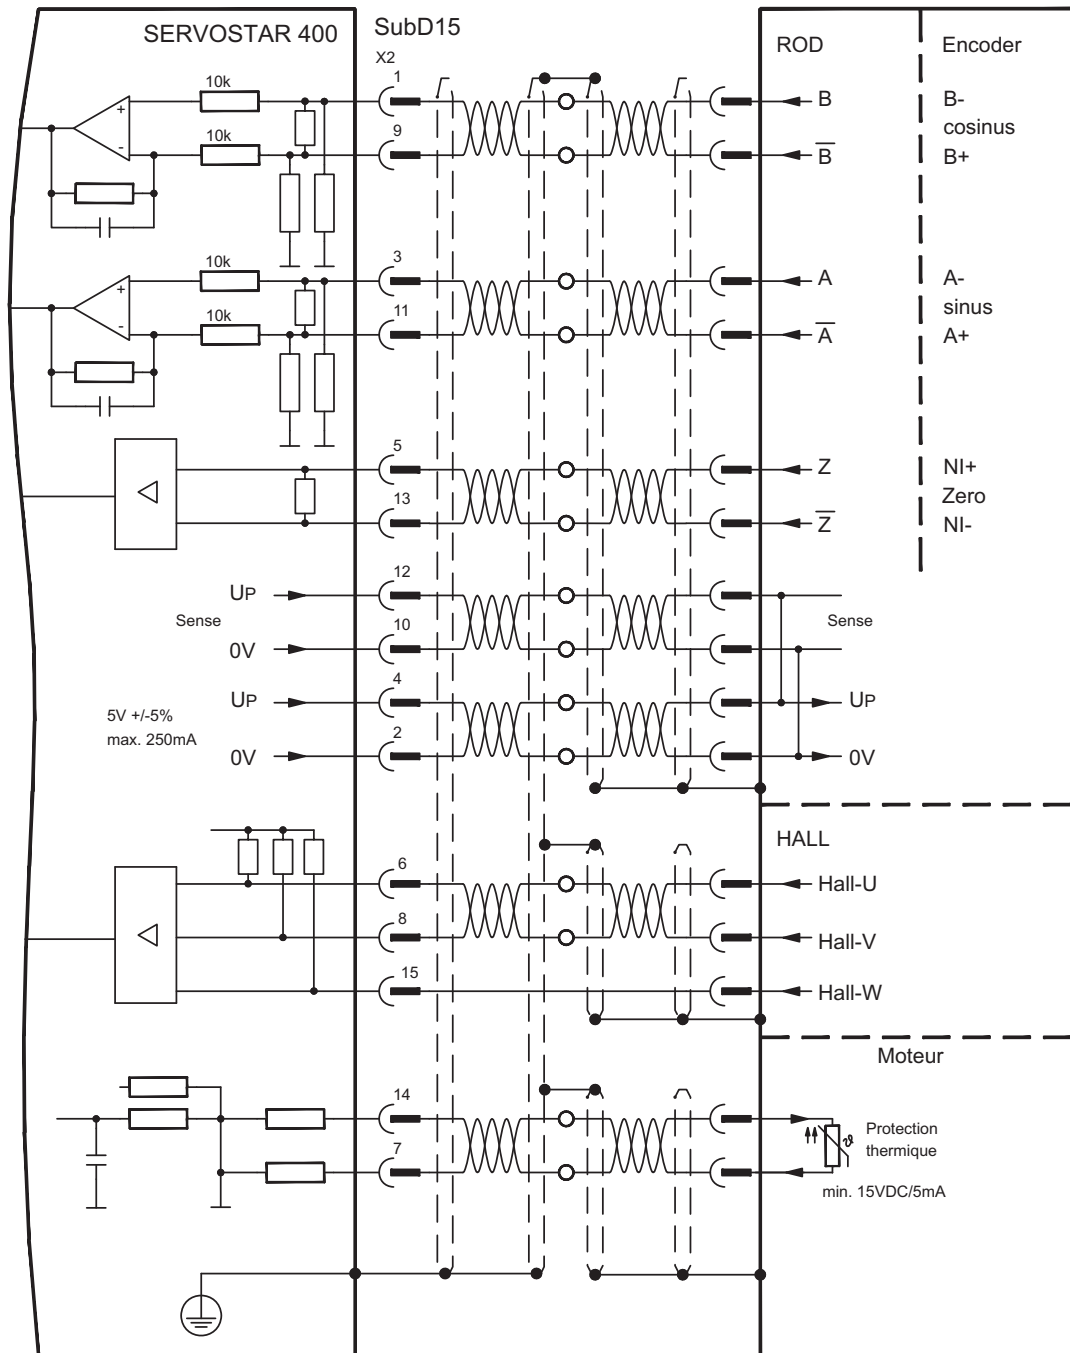 SERVOSTAR 400
SubD15
ROD
Encoder
X2
10k
1
B
B-
cosinus
10k
9
B̅
B+
+
-
10k
3
A
A-
sinus
10k
11
A̅
A+
+
-
5
Z
NI+
Zero
13
Z̅
NI-
UP
12
Sense
Sense
0V
10
UP
4
UP
5V +/-5%
max. 250mA
0V
2
0V
HALL
6
Hall-U
8
Hall-V
15
Hall-W
Moteur
14
Protection
thermique
ϑ
7
min. 15VDC/5mA